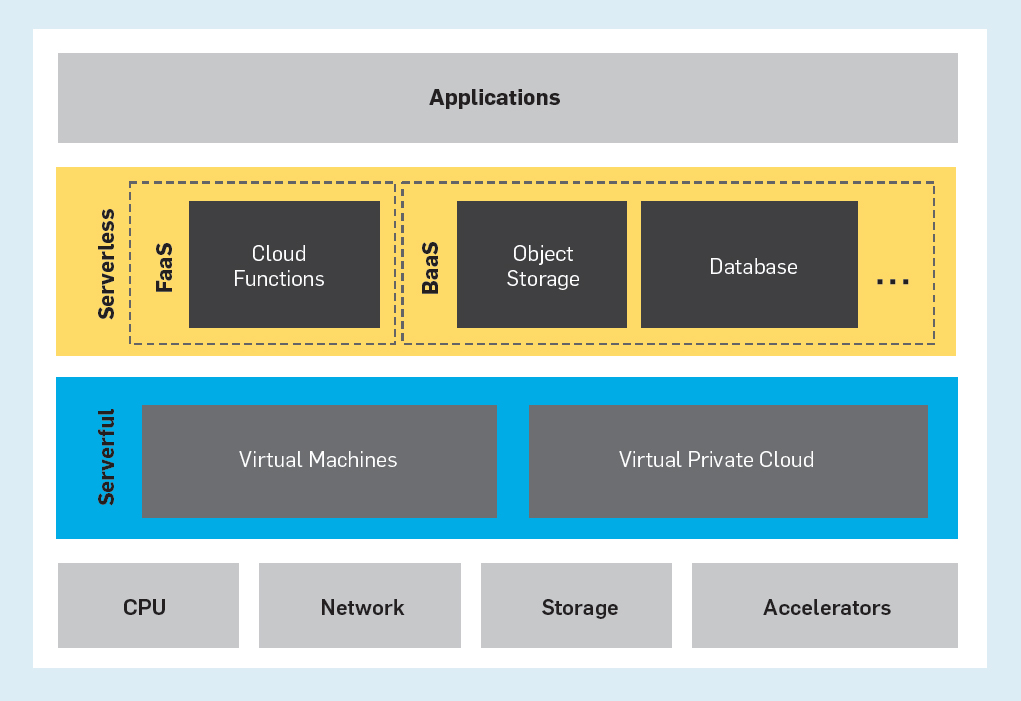 Applications
Serverless
FaaS
Cloud
Functions
BaaS
Object
Storage
Database
...
Serverful
Virtual Machines
Virtual Private Cloud
CPU
Network
Storage
Accelerators